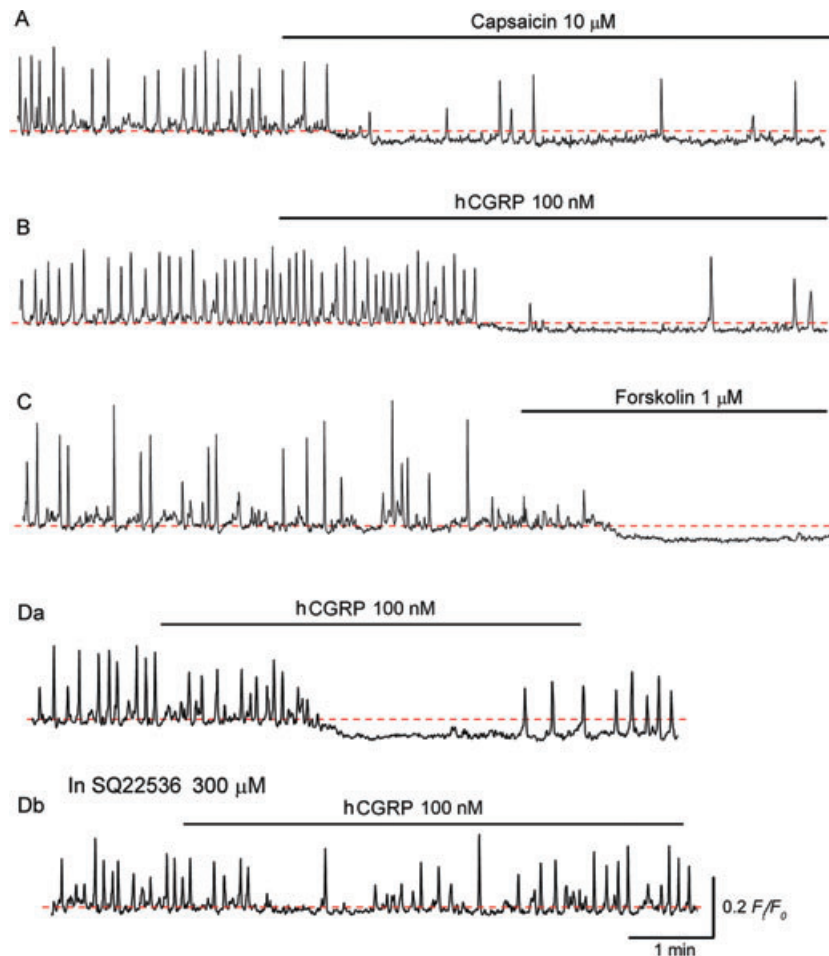 A
Capsaicin 10 μM
hCGRP 100 nM
B
C
Forskolin 1 μM
Da
hCGRP 100 nM
In SQ22536 300 μM
Db
hCGRP 100 nM
0.2 Ft/F0
1 min